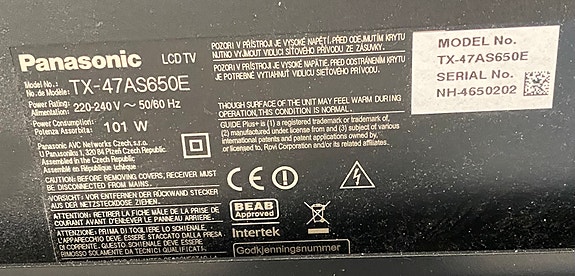 Panasonic LCD TV
Model No.: TX-47AS650E
No de Modèle:
Power Rating: 220-240 V ~ 50/60 Hz
Alimentation:
Power Consumption: 101 W
Potenza Assorbita:
Panasonic AVC Networks Czech, s.r.o.
U Panasoniku 1, 320 84 Plzeň Czech Republic
Assembled in the Czech Republic
Assemblé en République tchèque
CAUTION: BEFORE REMOVING COVERS, RECEIVER MUST
BE DISCONNECTED FROM MAINS.
VORSICHT: VOR ENTFERNEN DER RÜCKWAND STECKER
AUS DER NETZSTECKDOSE ZIEHEN.
ATTENTION: RETIRER LA FICHE MÂLE DE LA PRISE DE
COURANT AVANT D'ENLEVER LE PANNEAU ARRIÈRE.
ATTENZIONE: PRIMA DI TOGLIERE LO SCHIENALE,
L'APPARECCHIO DEVE ESSERE STACCATO DALLA PRESA
DI CORRENTE. QUESTO SCHIENALE DEVE ESSERE
RIMOSSO SOLAMENTE DA TECNICI QUALIFICATI.
POZOR! V PŘÍSTROJI JE VYSOKÉ NAPĚTÍ. PŘED ODEJMUTÍM KRYTU
NUTNO VYJMOUT VIDLICI SÍŤOVÉHO PŘÍVODU ZE ZÁSUVKY.
POZOR! V PRÍSTROJI JE VYSOKÉ NAPÄTIE. PRED ODSTRÁNENÍM KRYTU
JE POTREBNÉ VYTIAHNUŤ VIDLICU SIEŤOVÉHO PRÍVODU.
THOUGH SURFACE OF THE UNIT MAY FEEL WARM DURING
OPERATION, THIS CONDITION IS NORMAL.
GUIDE Plus+ is (1) a registered trademark or trademark of,
(2) manufactured under license from and (3) subject of various
international patents and patent applications owned by,
or licensed to, Rovi Corporation and/or its related affiliates.
CE
BEAB
Approved
Intertek
Godkjenningsnummer
MODEL No.
TX-47AS650E
SERIAL No.
NH-4650202